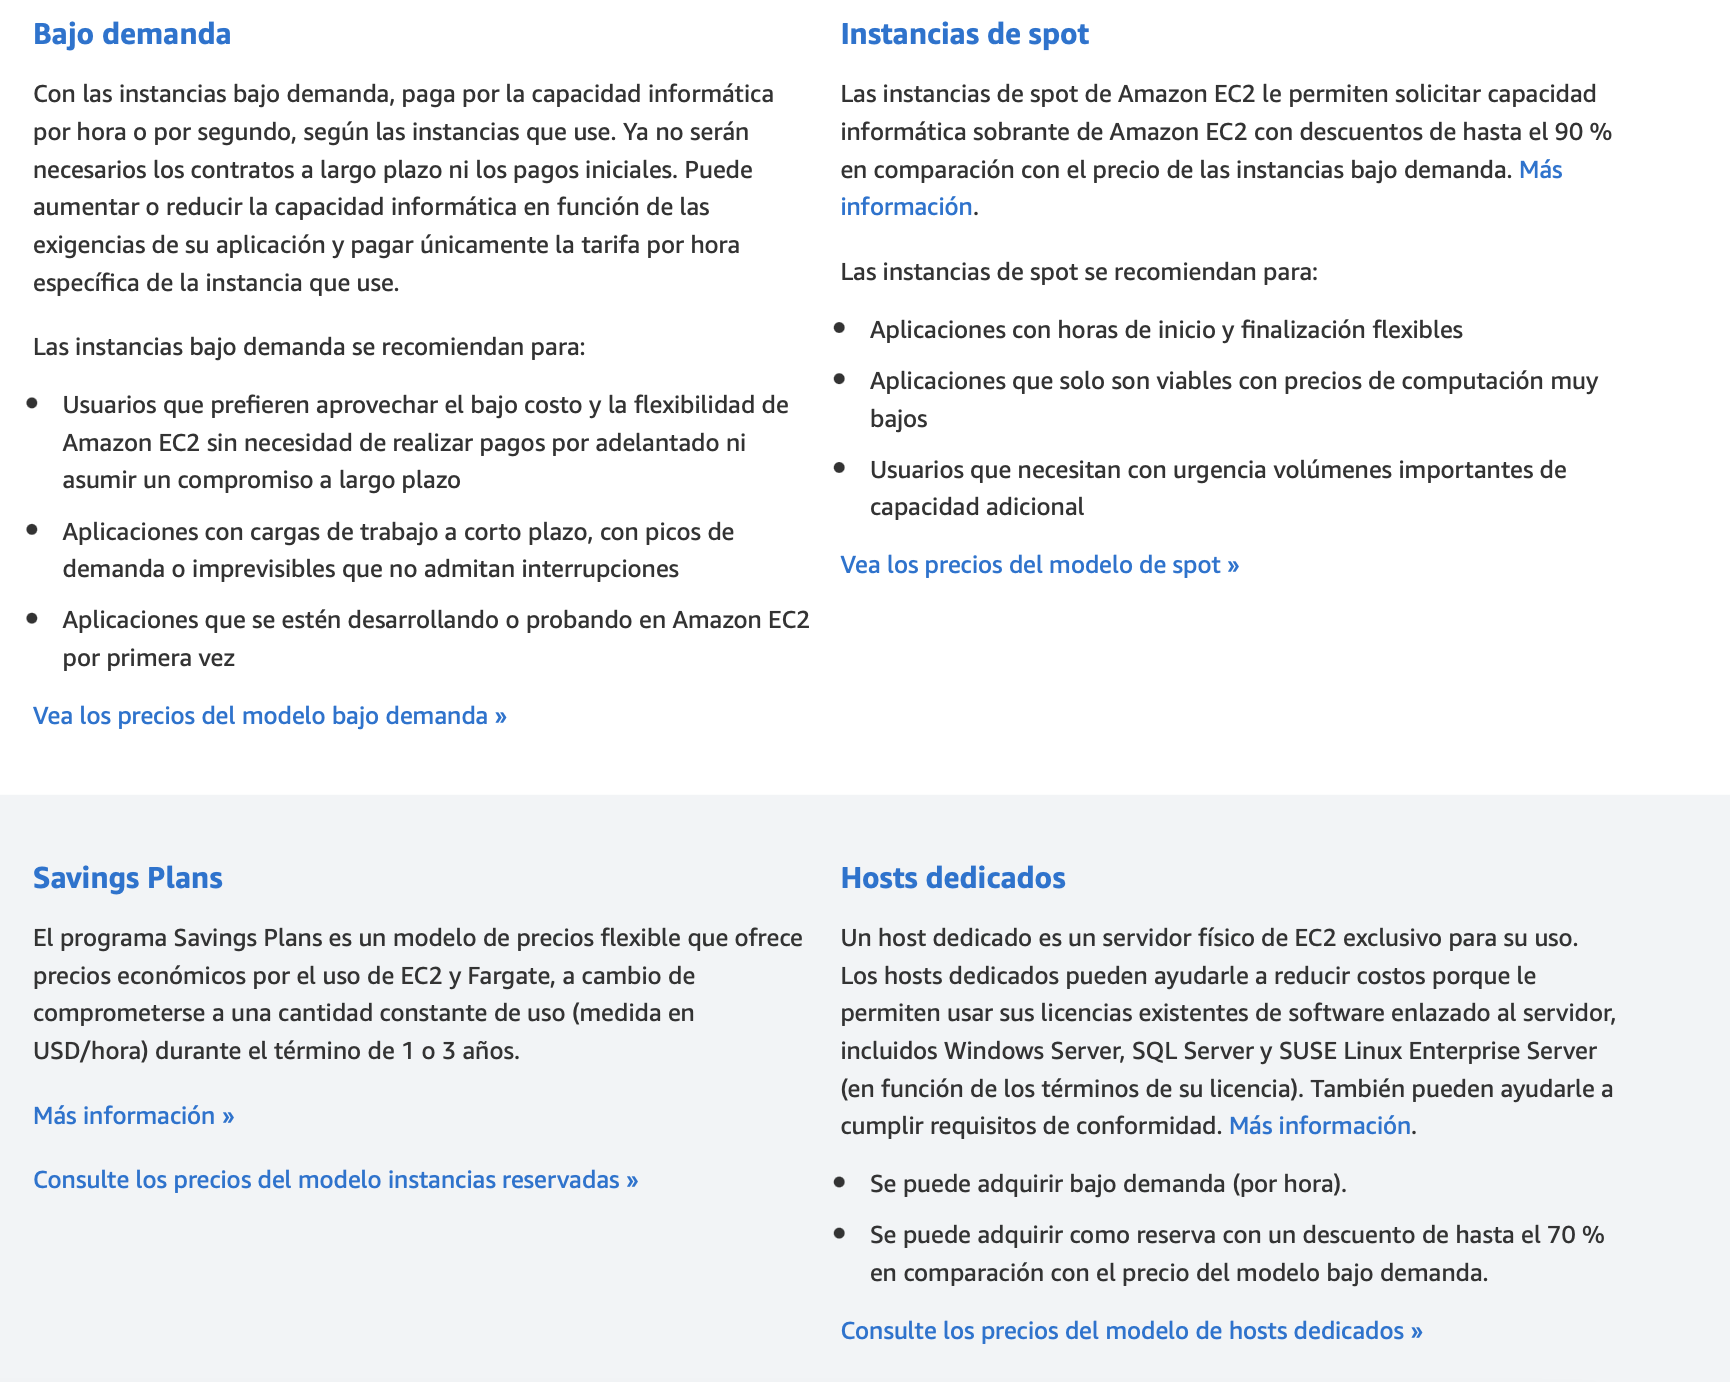 Bajo demanda
Con las instancias bajo demanda, paga por la capacidad informática
por hora o por segundo, según las instancias que use. Ya no serán
necesarios los contratos a largo plazo ni los pagos iniciales. Puede
aumentar o reducir la capacidad informática en función de las
exigencias de su aplicación y pagar únicamente la tarifa por hora
específica de la instancia que use.
Las instancias bajo demanda se recomiendan para:
• Usuarios que prefieren aprovechar el bajo costo y la flexibilidad de
Amazon EC2 sin necesidad de realizar pagos por adelantado ni
asumir un compromiso a largo plazo
• Aplicaciones con cargas de trabajo a corto plazo, con picos de
demanda o imprevisibles que no admitan interrupciones
• Aplicaciones que se estén desarrollando o probando en Amazon EC2
por primera vez
Vea los precios del modelo bajo demanda »
Instancias de spot
Las instancias de spot de Amazon EC2 le permiten solicitar capacidad
informática sobrante de Amazon EC2 con descuentos de hasta el 90 %
en comparación con el precio de las instancias bajo demanda. Más
información.
Las instancias de spot se recomiendan para:
• Aplicaciones con horas de inicio y finalización flexibles
• Aplicaciones que solo son viables con precios de computación muy
bajos
• Usuarios que necesitan con urgencia volúmenes importantes de
capacidad adicional
Vea los precios del modelo de spot »
Savings Plans
El programa Savings Plans es un modelo de precios flexible que ofrece
precios económicos por el uso de EC2 y Fargate, a cambio de
comprometerse a una cantidad constante de uso (medida en
USD/hora) durante el término de 1 o 3 años.
Más información »
Consulte los precios del modelo instancias reservadas »
Hosts dedicados
Un host dedicado es un servidor físico de EC2 exclusivo para su uso.
Los hosts dedicados pueden ayudarle a reducir costos porque le
permiten usar sus licencias existentes de software enlazado al servidor,
incluidos Windows Server, SQL Server y SUSE Linux Enterprise Server
(en función de los términos de su licencia). También pueden ayudarle a
cumplir requisitos de conformidad. Más información.
• Se puede adquirir bajo demanda (por hora).
• Se puede adquirir como reserva con un descuento de hasta el 70 %
en comparación con el precio del modelo bajo demanda.
Consulte los precios del modelo de hosts dedicados »